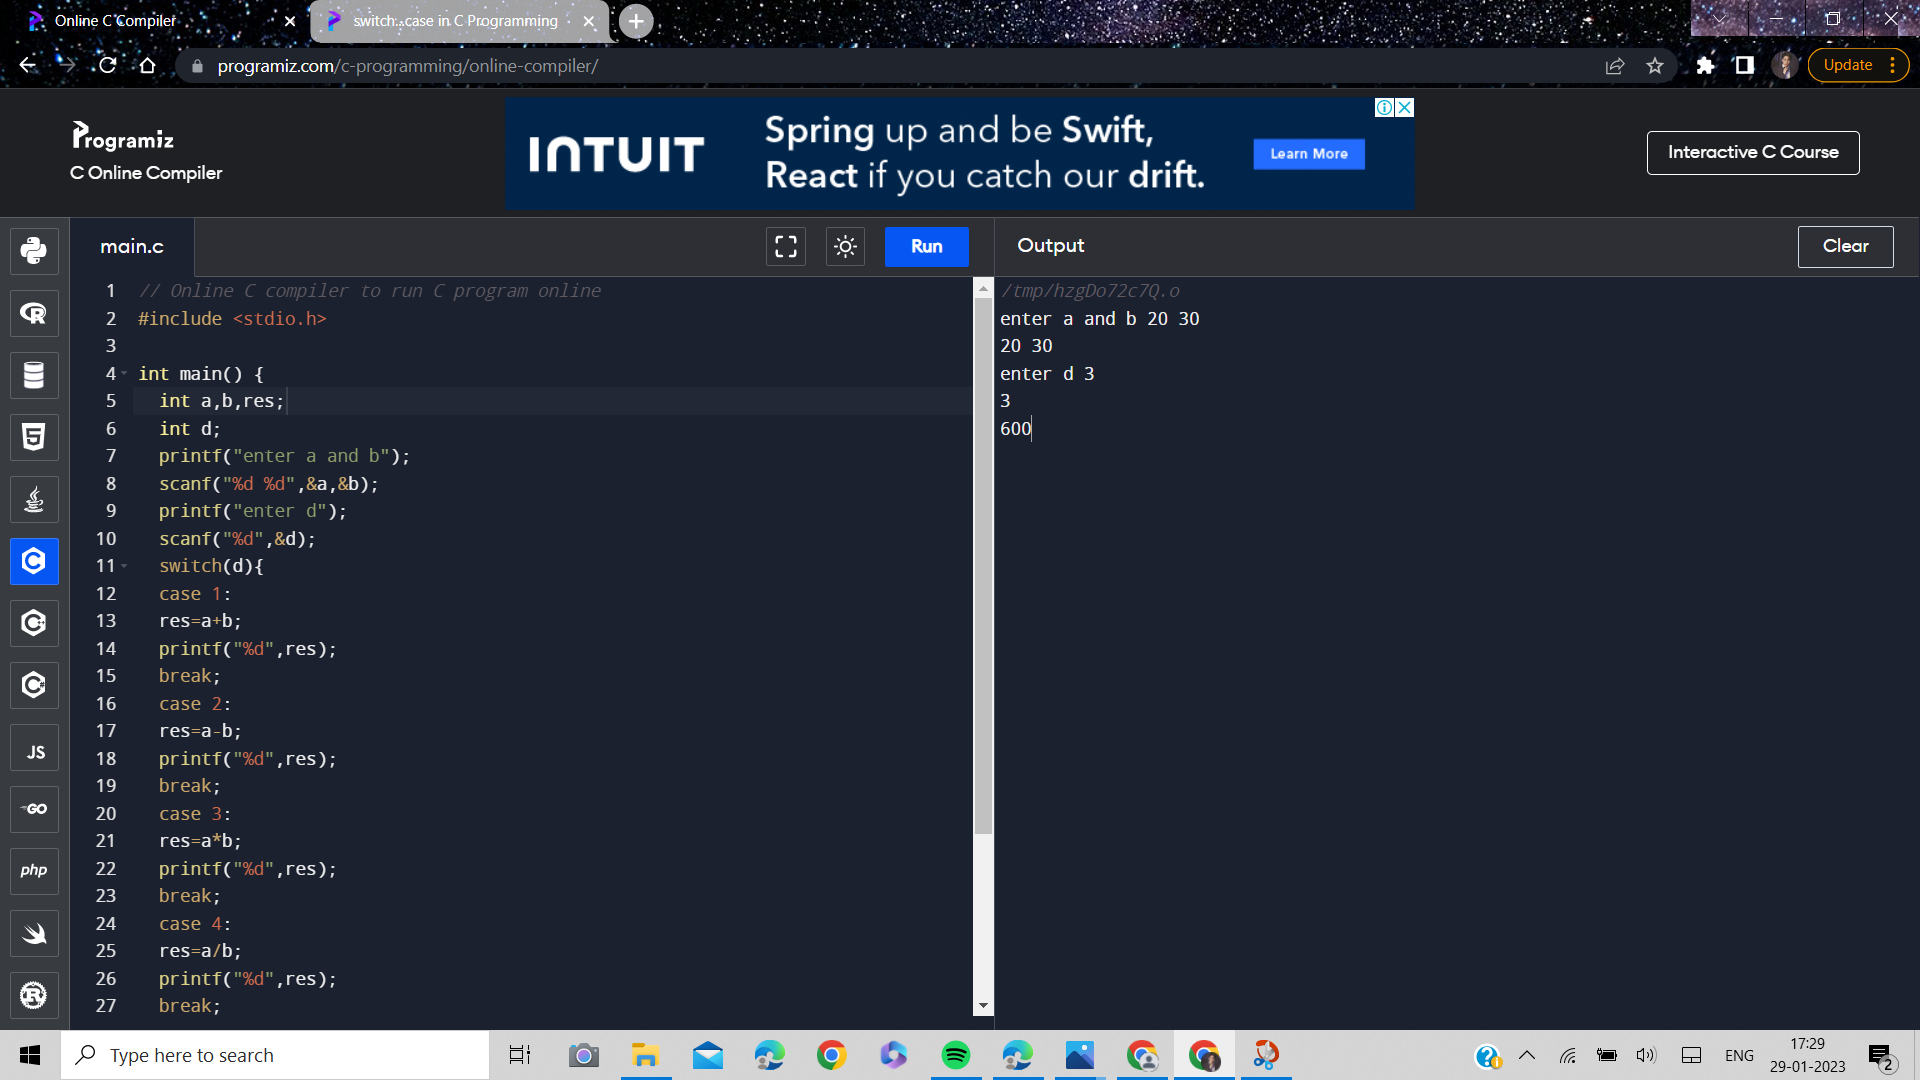 Online C Compiler
switch...case in C Programming
programiz.com/c-programming/online-compiler/
Update
Programiz
C Online Compiler
INTUIT
Spring up and be Swift,
React if you catch our drift.
Learn More
Interactive C Course
main.c
Run
Output
Clear
1 // Online C compiler to run C program online
2 #include <stdio.h>
3
4 int main() {
5 int a,b,res;
6 int d;
7 printf("enter a and b");
8 scanf("%d %d",&a,&b);
9 printf("enter d");
10 scanf("%d",&d);
11 switch(d){
12 case 1:
13 res=a+b;
14 printf("%d",res);
15 break;
16 case 2:
17 res=a-b;
18 printf("%d",res);
19 break;
20 case 3:
21 res=a*b;
22 printf("%d",res);
23 break;
24 case 4:
25 res=a/b;
26 printf("%d",res);
27 break;
/tmp/hzgDo72c7Q.o
enter a and b 20 30
20 30
enter d 3
3
600
JS
GO
php
Type here to search
ENG
17:29
29-01-2023
2